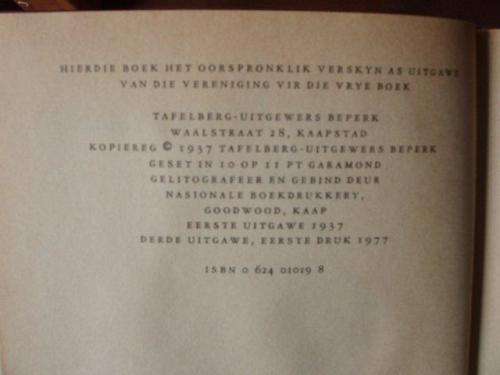 HIERDIE BOEK HET OORSPRONKLIK VERSKYN AS UITGAWE
VAN DIE VERENIGING VIR DIE VRYE BOEK
TAFELBERG-UITGEWERS BEPERK
WAALSTRAAT 28, KAAPSTAD
KOPIEREG © 1937 TAFELBERG-UITGEWERS BEPERK
GESET IN 10 OP 11 PT GARAMOND
GELITOGRAFEER EN GEBIND DEUR
NASIONALE BOEKDRUKKERY,
GOODWOOD, KAAP
EERSTE UITGAWE 1937
DERDE UITGAWE, EERSTE DRUK 1977
ISBN 0 624 01019 8